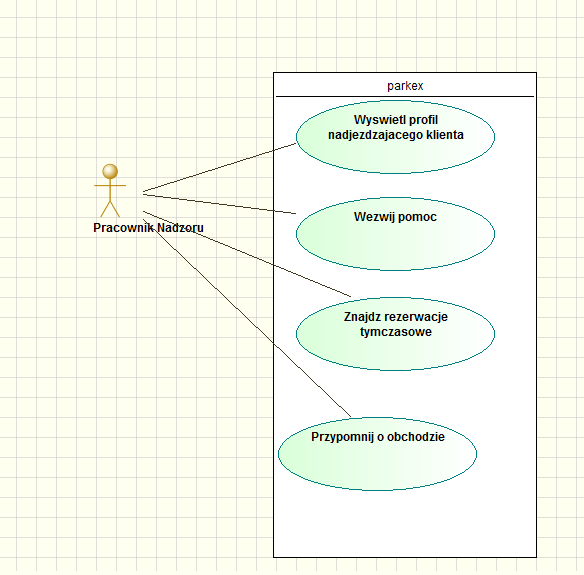 parkex
Wyswietl profil
nadjezdzajacego klienta
Pracownik Nadzoru
Wezwij pomoc
Znajdz rezerwacje
tymczasowe
Przypomnij o obchodzie